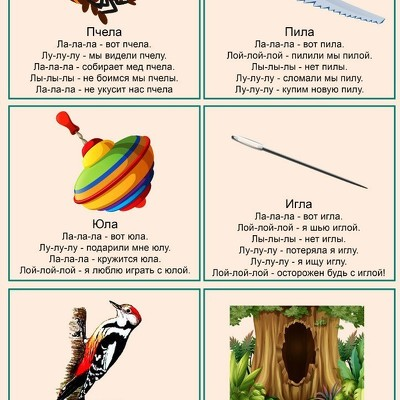 Пчела
Ла-ла-ла - вот пчела.
Лу-лу-лу - мы видели пчелу.
Ла-ла-ла - собирает мед пчела.
Лы-лы-лы - не боимся мы пчелы.
Ла-ла-ла - не укусит нас пчела
Пила
Ла-ла-ла - вот пила.
Лой-лой-лой - пилили мы пилой.
Лы-лы-лы - нет пилы.
Лу-лу-лу - сломали мы пилу.
Лу-лу-лу - купим новую пилу.
Юла
Ла-ла-ла - вот юла.
Лу-лу-лу - подарили мне юлу.
Ла-ла-ла - кружится юла.
Лой-лой-лой - я люблю играть с юлой.
Игла
Ла-ла-ла - вот игла.
Лой-лой-лой - я шью иглой.
Лы-лы-лы - нет иглы.
Лу-лу-лу - потеряла я иглу.
Лу-лу-лу - я ищу иглу.
Лой-лой-лой - осторожен будь с иглой!